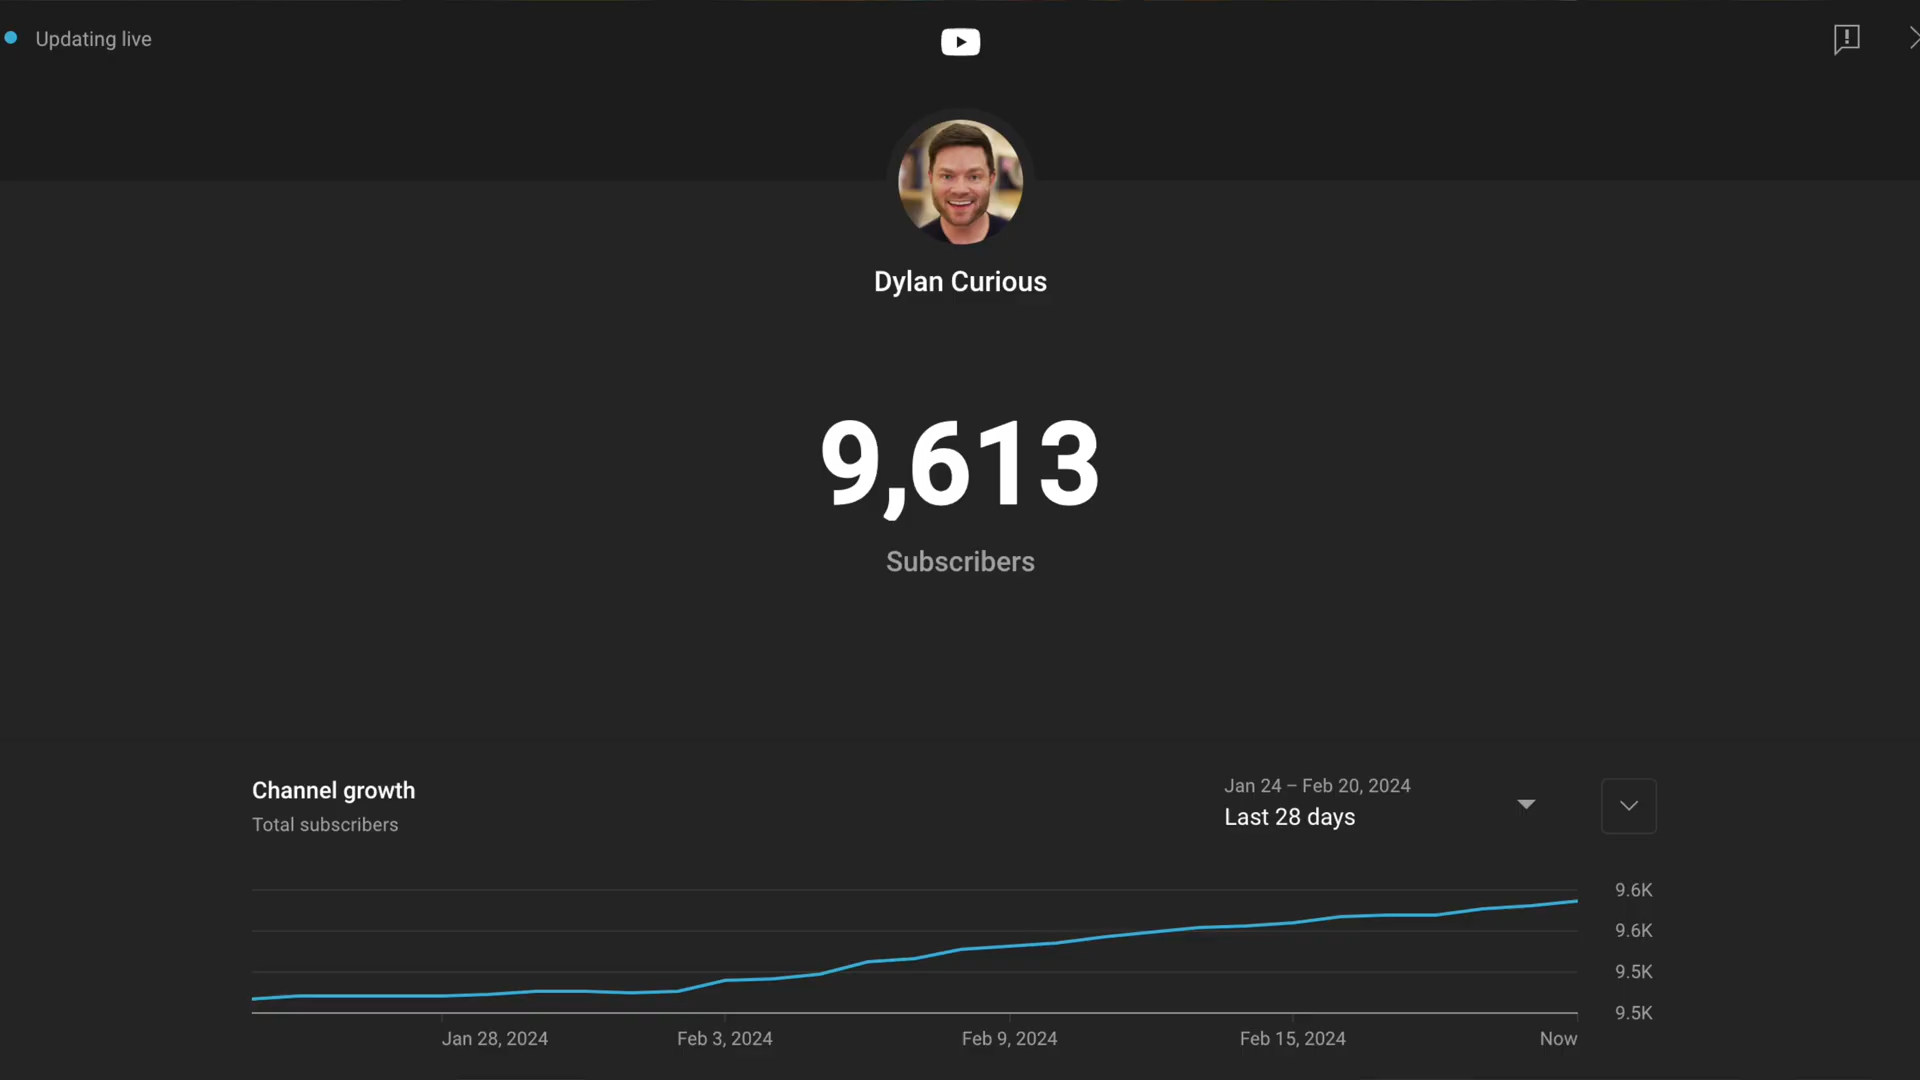 Updating live
Dylan Curious
9,613
Subscribers
Channel growth
Total subscribers
Jan 24 – Feb 20, 2024
Last 28 days
9.6K
9.6K
9.5K
9.5K
Jan 28, 2024 Feb 3, 2024 Feb 9, 2024 Feb 15, 2024 Now